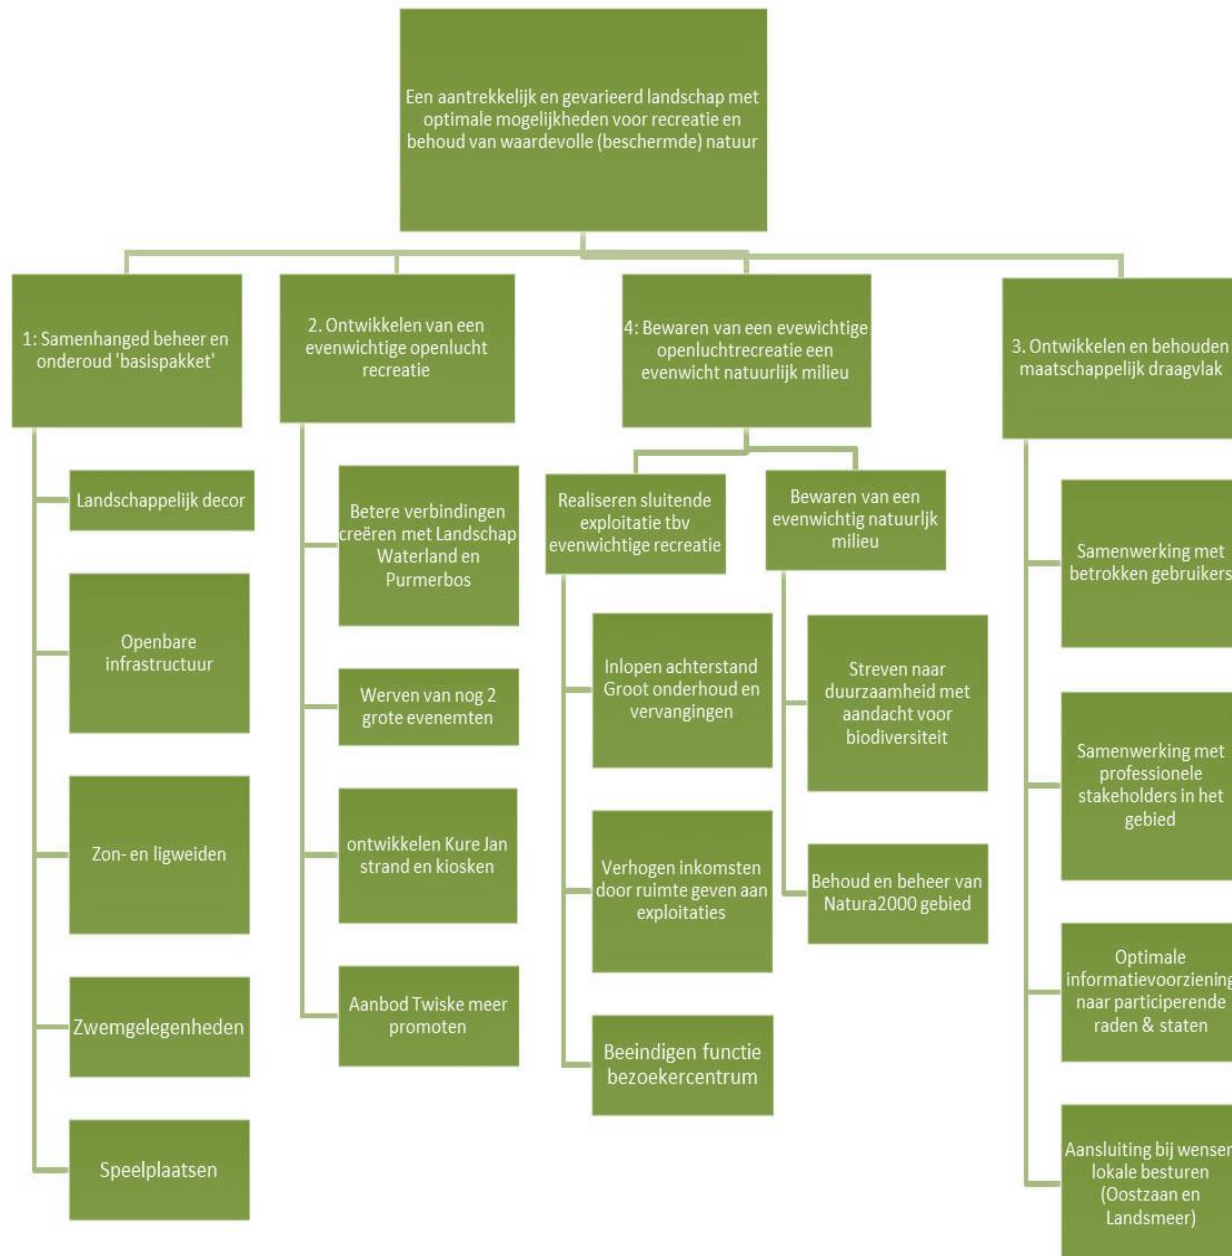 Een aantrekkelijk en gevarieerd landschap met
optimale mogelijkheden voor recreatie en
behoud van waardevolle (beschermde) natuur
1: Samenhanged beheer en
onderoud 'basispakket'
Landschappelijk decor
Openbare
infrastructuur
Zon- en ligweiden
Zwemgelegenheden
Speelplaatsen
2. Ontwikkelen van een
evenwichtige openlucht
recreatie
Betere verbindingen
creëren met Landschap
Waterland en
Purmerbos
Werven van nog 2
grote evenemten
ontwikkelen Kure Jan
strand en kiosken
Aanbod Twiske meer
promoten
4: Bewaren van een evewichtige
openluchtrecreatie een
evenwicht natuurlijk milieu
Realiseren sluitende
exploitatie tbv
evenwichtige recreatie
Inlopen achterstand
Groot onderhoud en
vervangingen
Verhogen inkomsten
door ruimte geven aan
exploitaties
Beeindigen functie
bezoekercentrum
Bewaren van een
evenwichtig natuurljk
milieu
Streven naar
duurzaamheid met
aandacht voor
biodiversiteit
Behoud en beheer van
Natura2000 gebied
3. Ontwikkelen en behouden
maatschappelijk draagvlak
Samenwerking met
betrokken gebruikers
Samenwerking met
professionele
stakeholders in het
gebied
Optimale
informatievoorziening
naar participerende
raden & staten
Aansluiting bij wensen
lokale besturen
(Oostzaan en
Landsmeer)